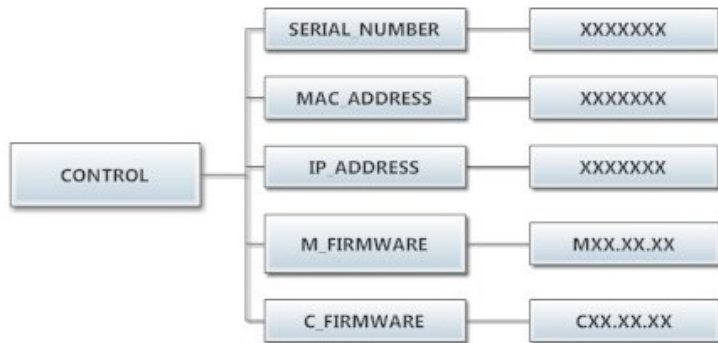 SERIAL_NUMBER XXXXXXX
MAC_ADDRESS XXXXXXX
CONTROL
IP_ADDRESS XXXXXXX
M_FIRMWARE MXX.XX.XX
C_FIRMWARE CXX.XX.XX